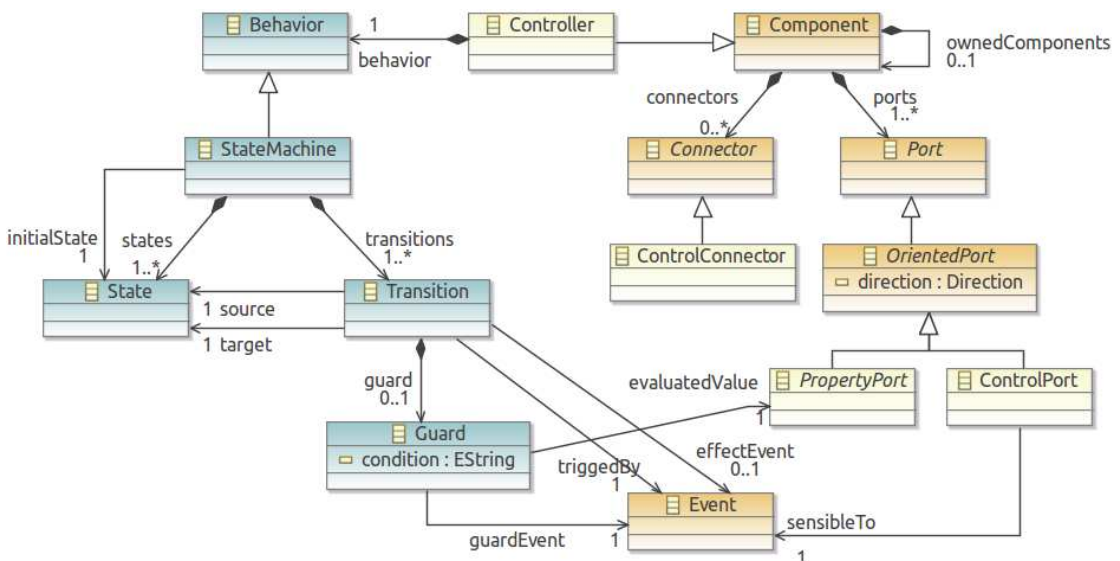 Behavior
1
behavior
Controller
Component
ownedComponents
0..1
connectors
0..*
ports
1..*
StateMachine
Connector
Port
initialState
1
states
1..*
transitions
1..*
ControlConnector
OrientedPort
direction : Direction
State
1 source
1 target
Transition
guard
0..1
evaluatedValue
1
PropertyPort
ControlPort
Guard
condition : EString
triggedBy
1
effectEvent
0..1
guardEvent
1
Event
sensibleTo
1